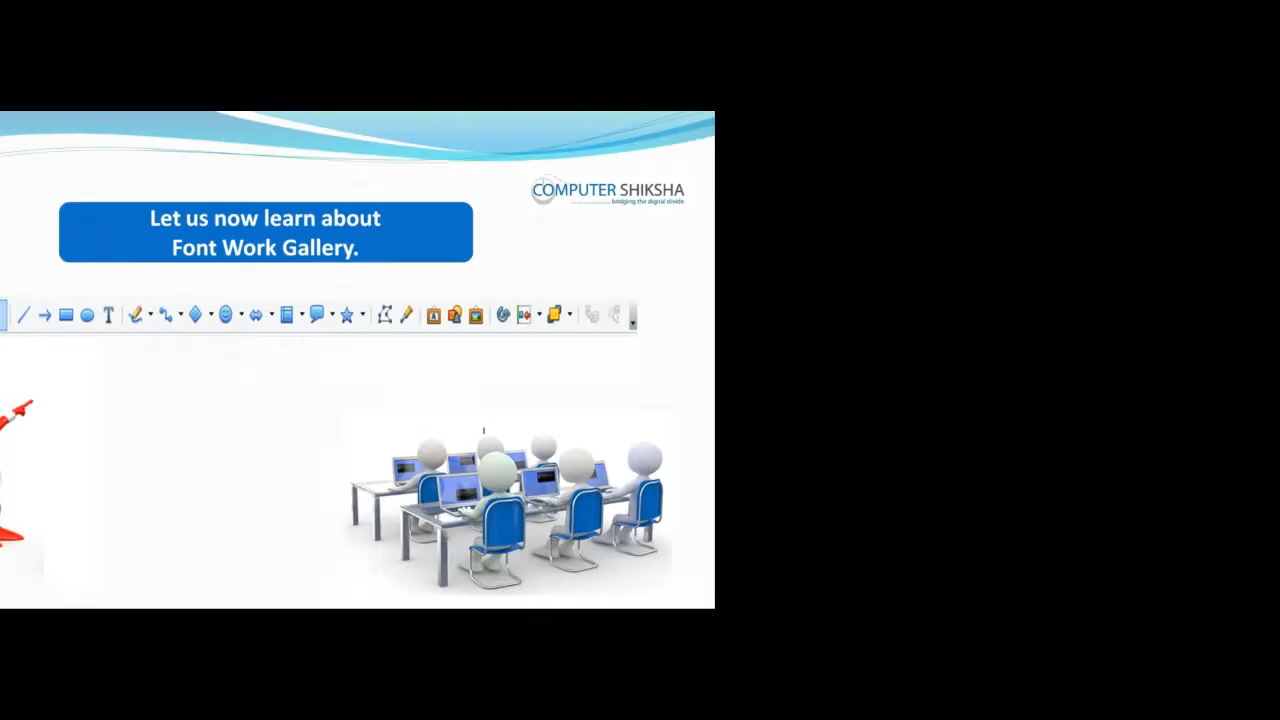 COMPUTER SHIKSHA
bridging the digital divide
Let us now learn about
Font Work Gallery.
T